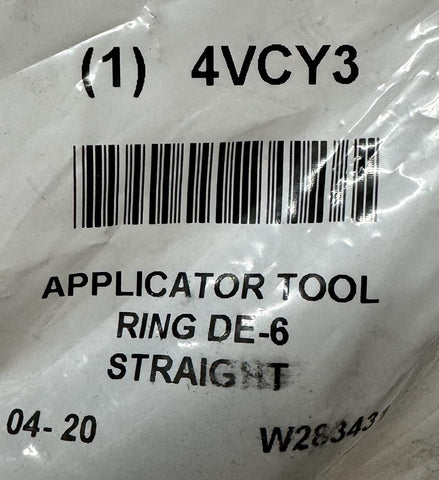 (1) 4VCY3
APPLICATOR TOOL
RING DE-6
STRAIGHT
04-20